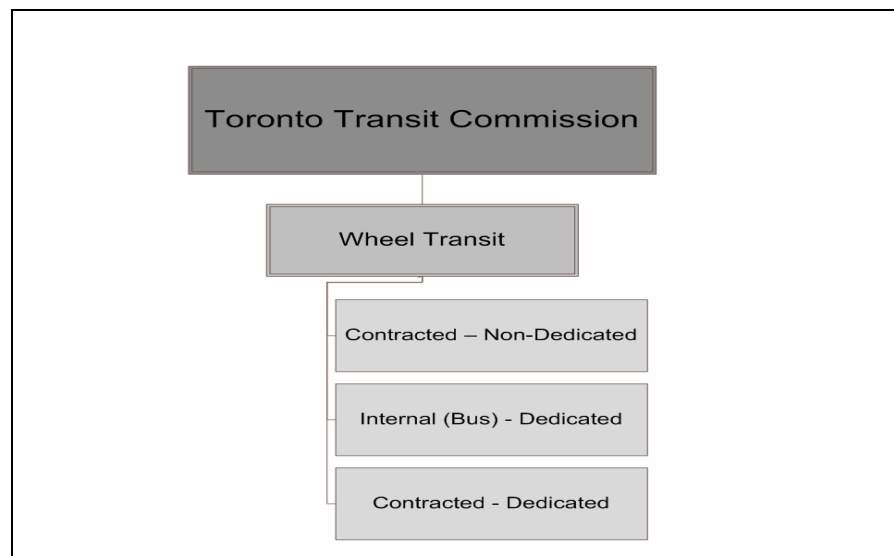 Toronto Transit Commission
Wheel Transit
Contracted – Non-Dedicated
Internal (Bus) - Dedicated
Contracted - Dedicated